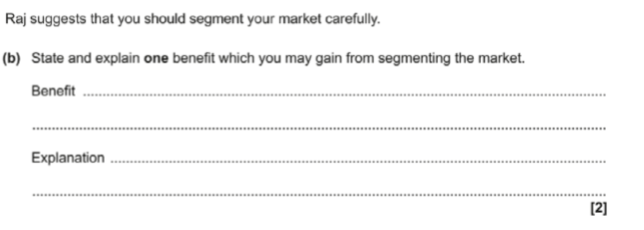 Raj suggests that you should segment your market carefully.
(b) State and explain one benefit which you may gain from segmenting the market.
Benefit
Explanation
[2]